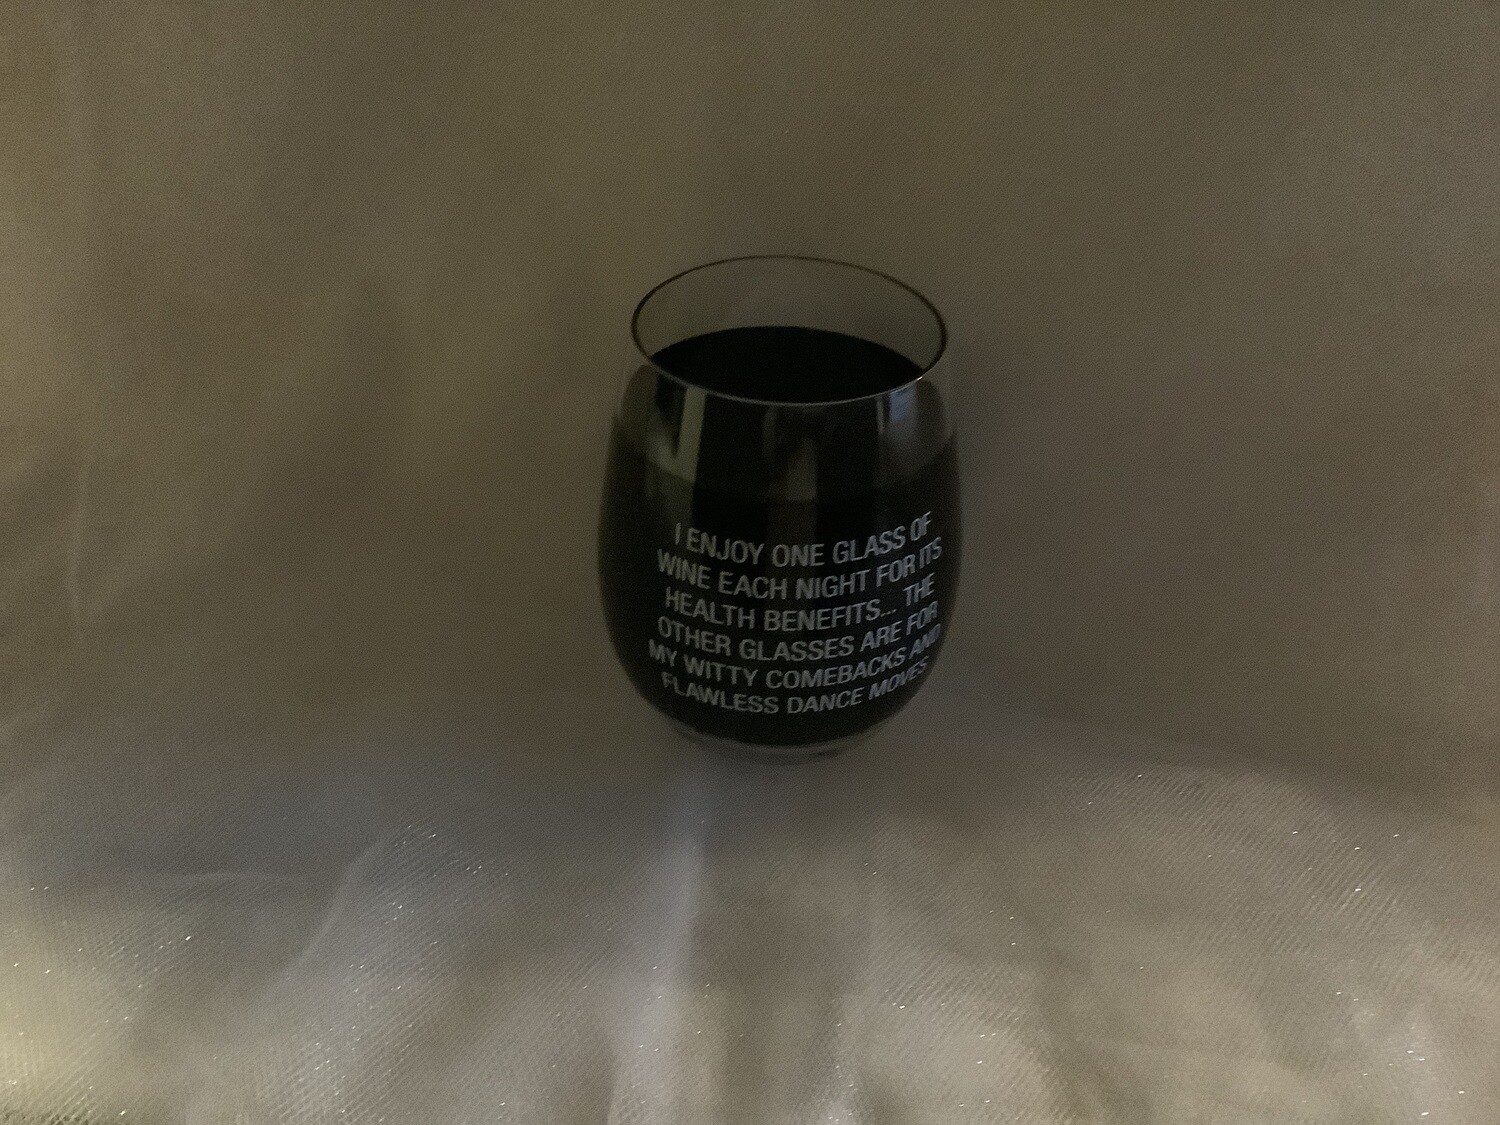 I ENJOY ONE GLASS OF
WINE EACH NIGHT FOR ITS
HEALTH BENEFITS... THE
OTHER GLASSES ARE FOR
MY WITTY COMEBACKS AND
FLAWLESS DANCE MOVES